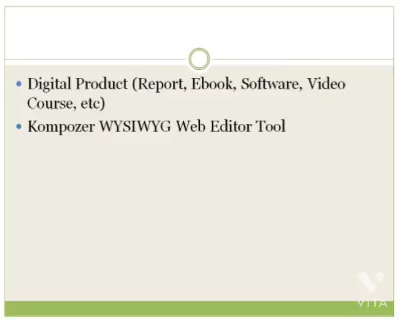 • Digital Product (Report, Ebook, Software, Video
Course, etc)
• Kompozer WYSIWYG Web Editor Tool
VITA